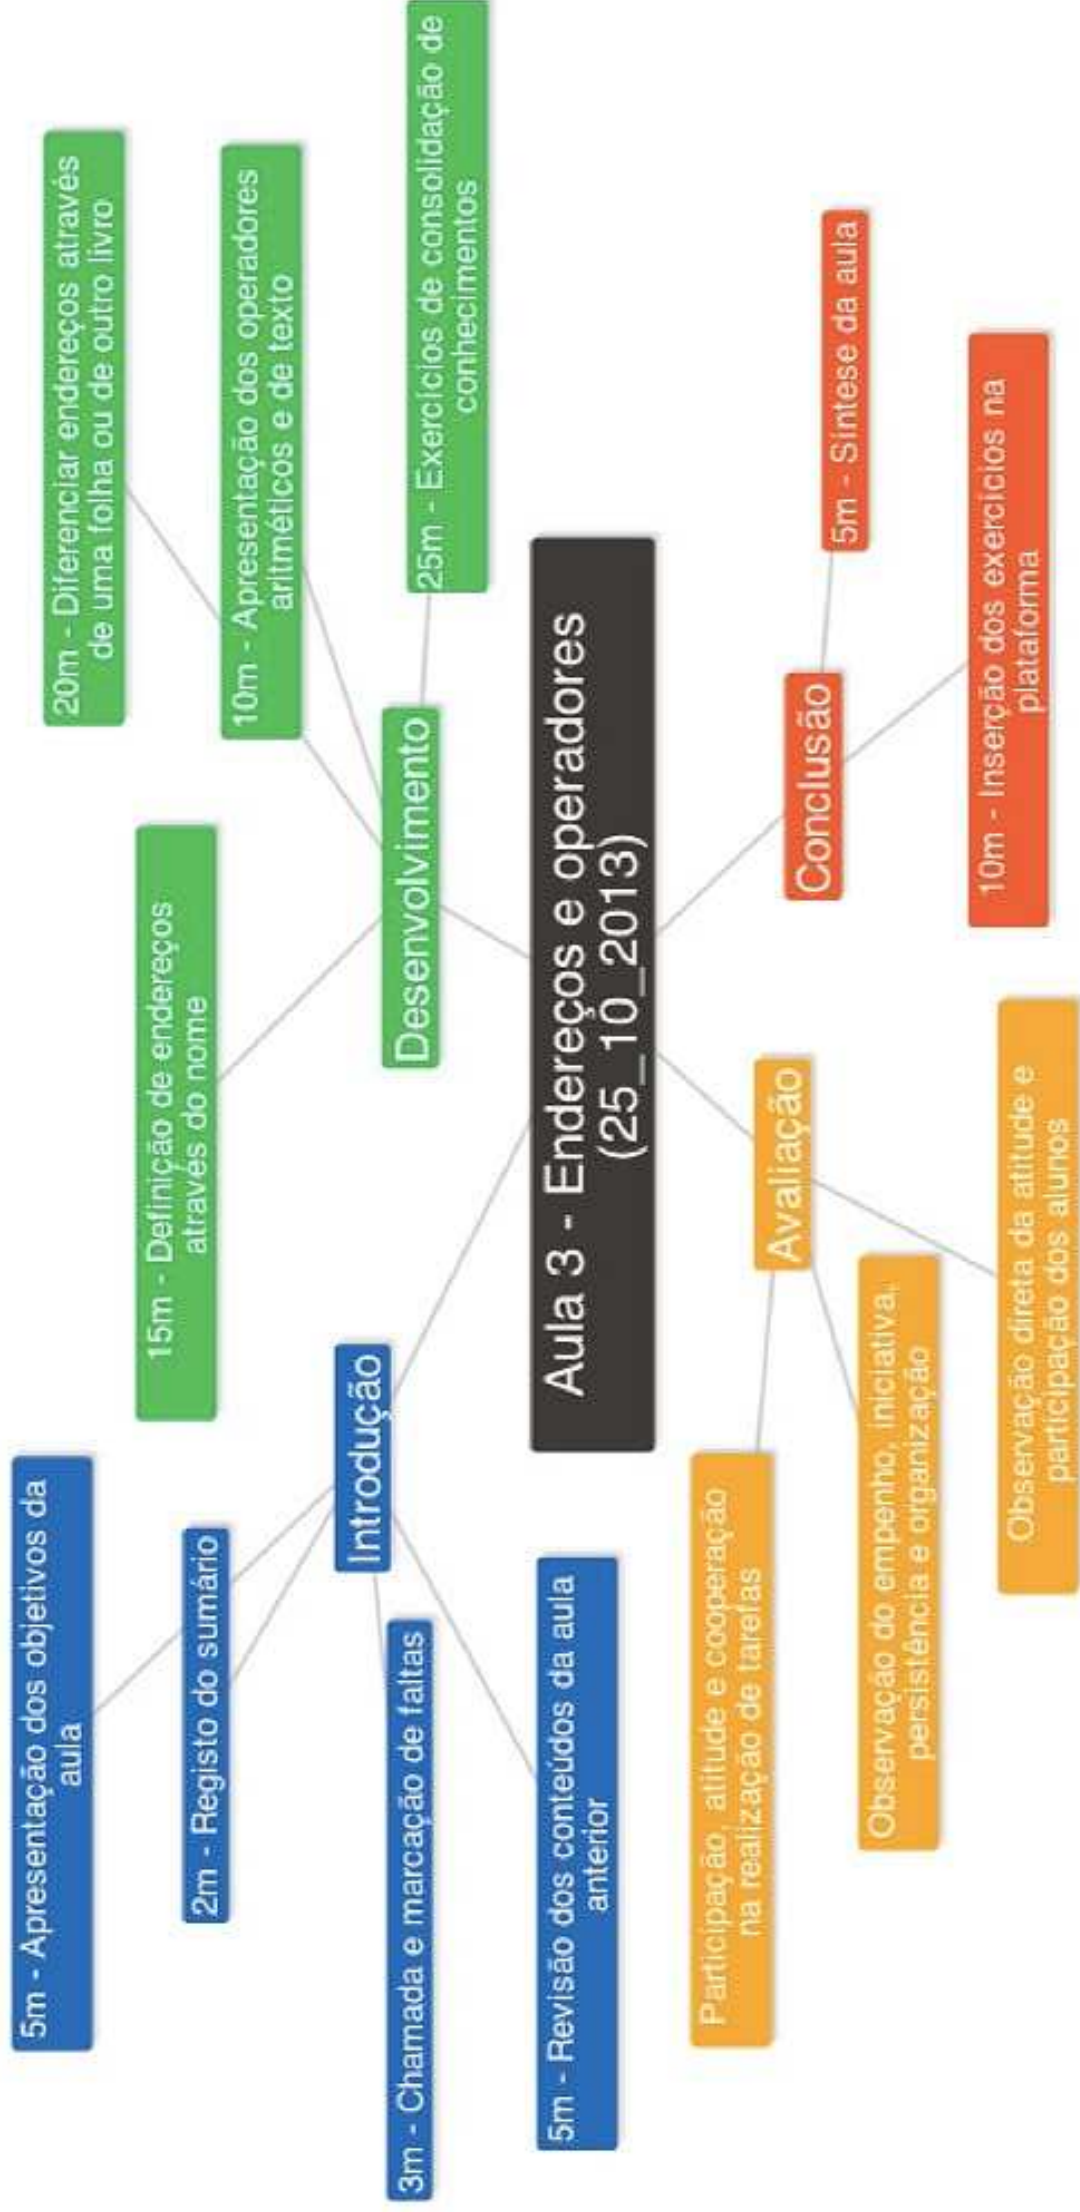 Aula 3 - Endereços e operadores
(25_10_2013)
Introdução
5m - Apresentação dos objetivos da
aula
2m - Registo do sumário
3m - Chamada e marcação de faltas
5m - Revisão dos conteúdos da aula
anterior
Desenvolvimento
15m - Definição de endereços
através do nome
20m - Diferenciar endereços através
de uma folha ou de outro livro
10m - Apresentação dos operadores
aritméticos e de texto
25m - Exercícios de consolidação de
conhecimentos
Avaliação
Participação, atitude e cooperação
na realização de tarefas
Observação do empenho, iniciativa,
persistência e organização
Observação direta da atitude e
participação dos alunos
Conclusão
5m - Síntese da aula
10m - Inserção dos exercícios na
plataforma